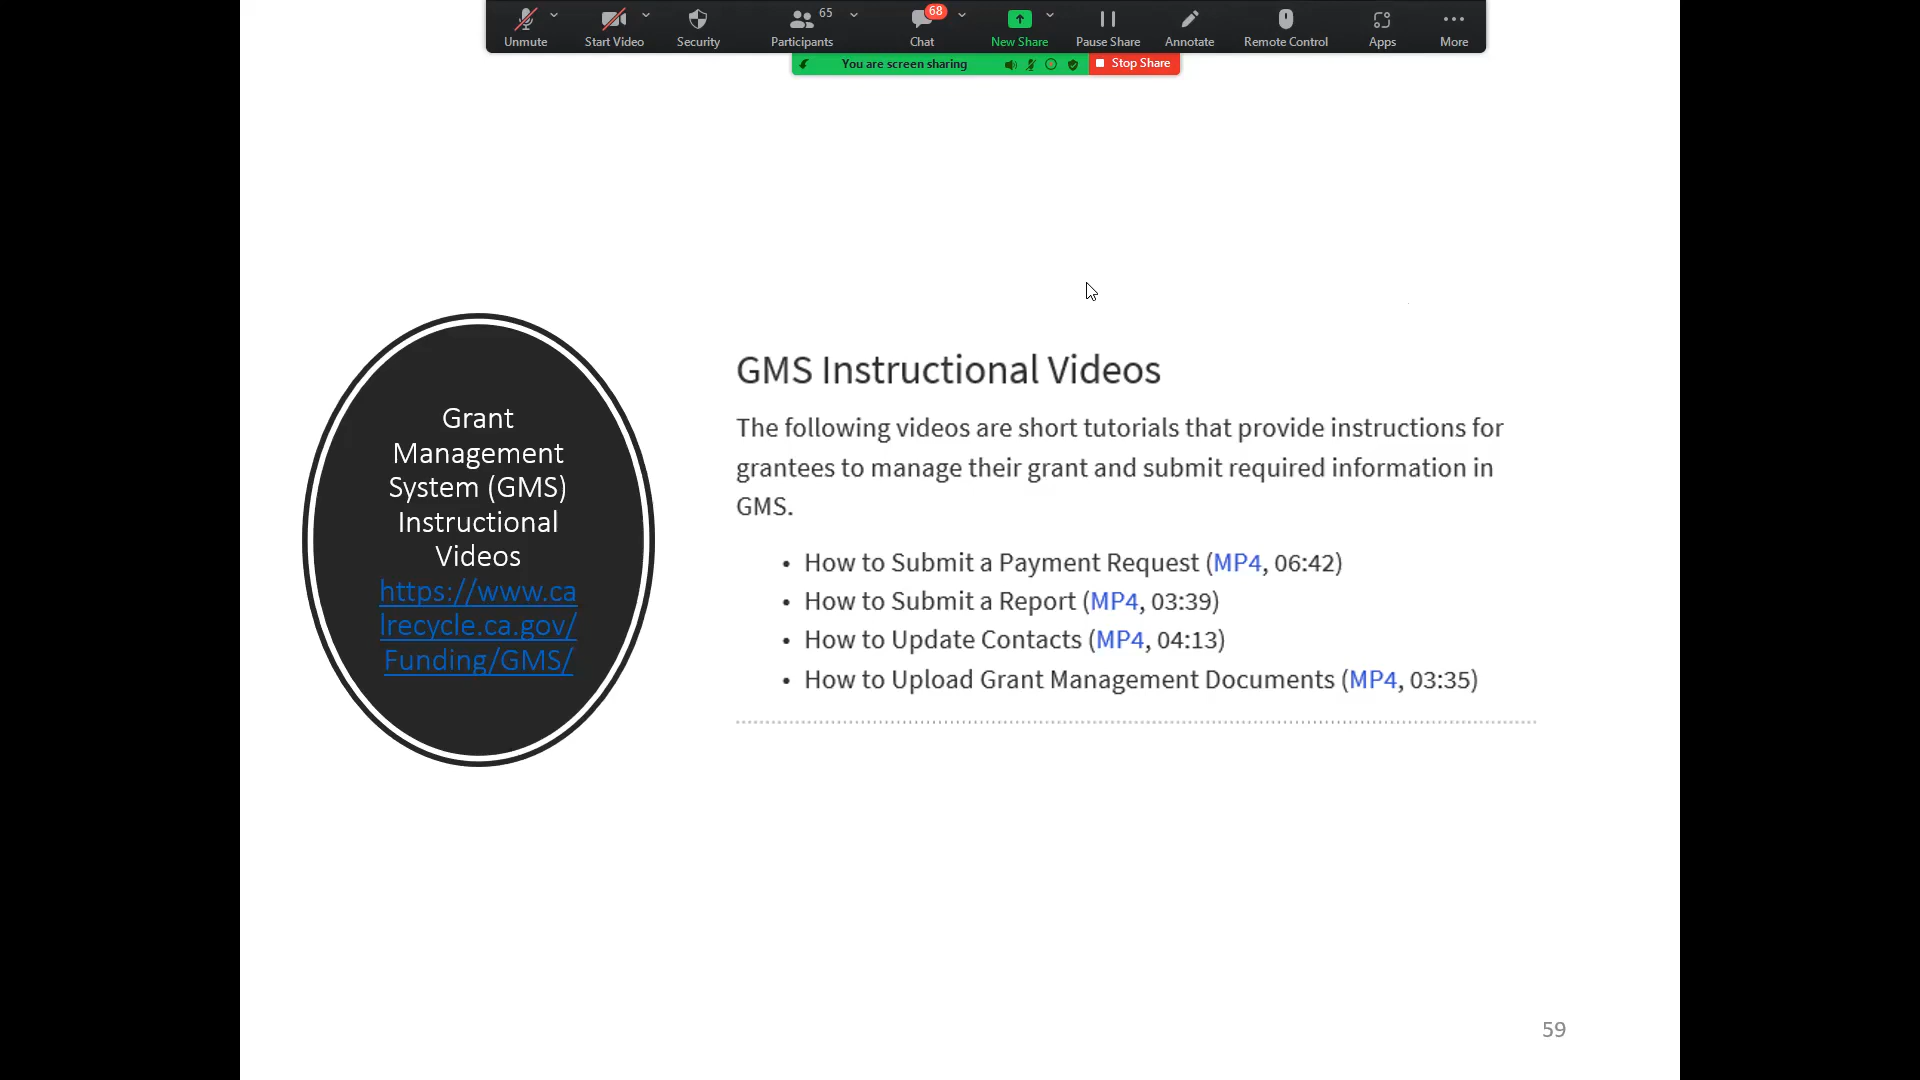 65
68
Unmute
Start Video
Security
Participants
Chat
New Share
Pause Share
Annotate
Remote Control
Apps
More
You are screen sharing
Stop Share
Grant
Management
System (GMS)
Instructional
Videos
https://www.ca
lrecycle.ca.gov/
Funding/GMS/
GMS Instructional Videos
The following videos are short tutorials that provide instructions for
grantees to manage their grant and submit required information in
GMS.
• How to Submit a Payment Request (MP4, 06:42)
• How to Submit a Report (MP4, 03:39)
• How to Update Contacts (MP4, 04:13)
• How to Upload Grant Management Documents (MP4, 03:35)
59